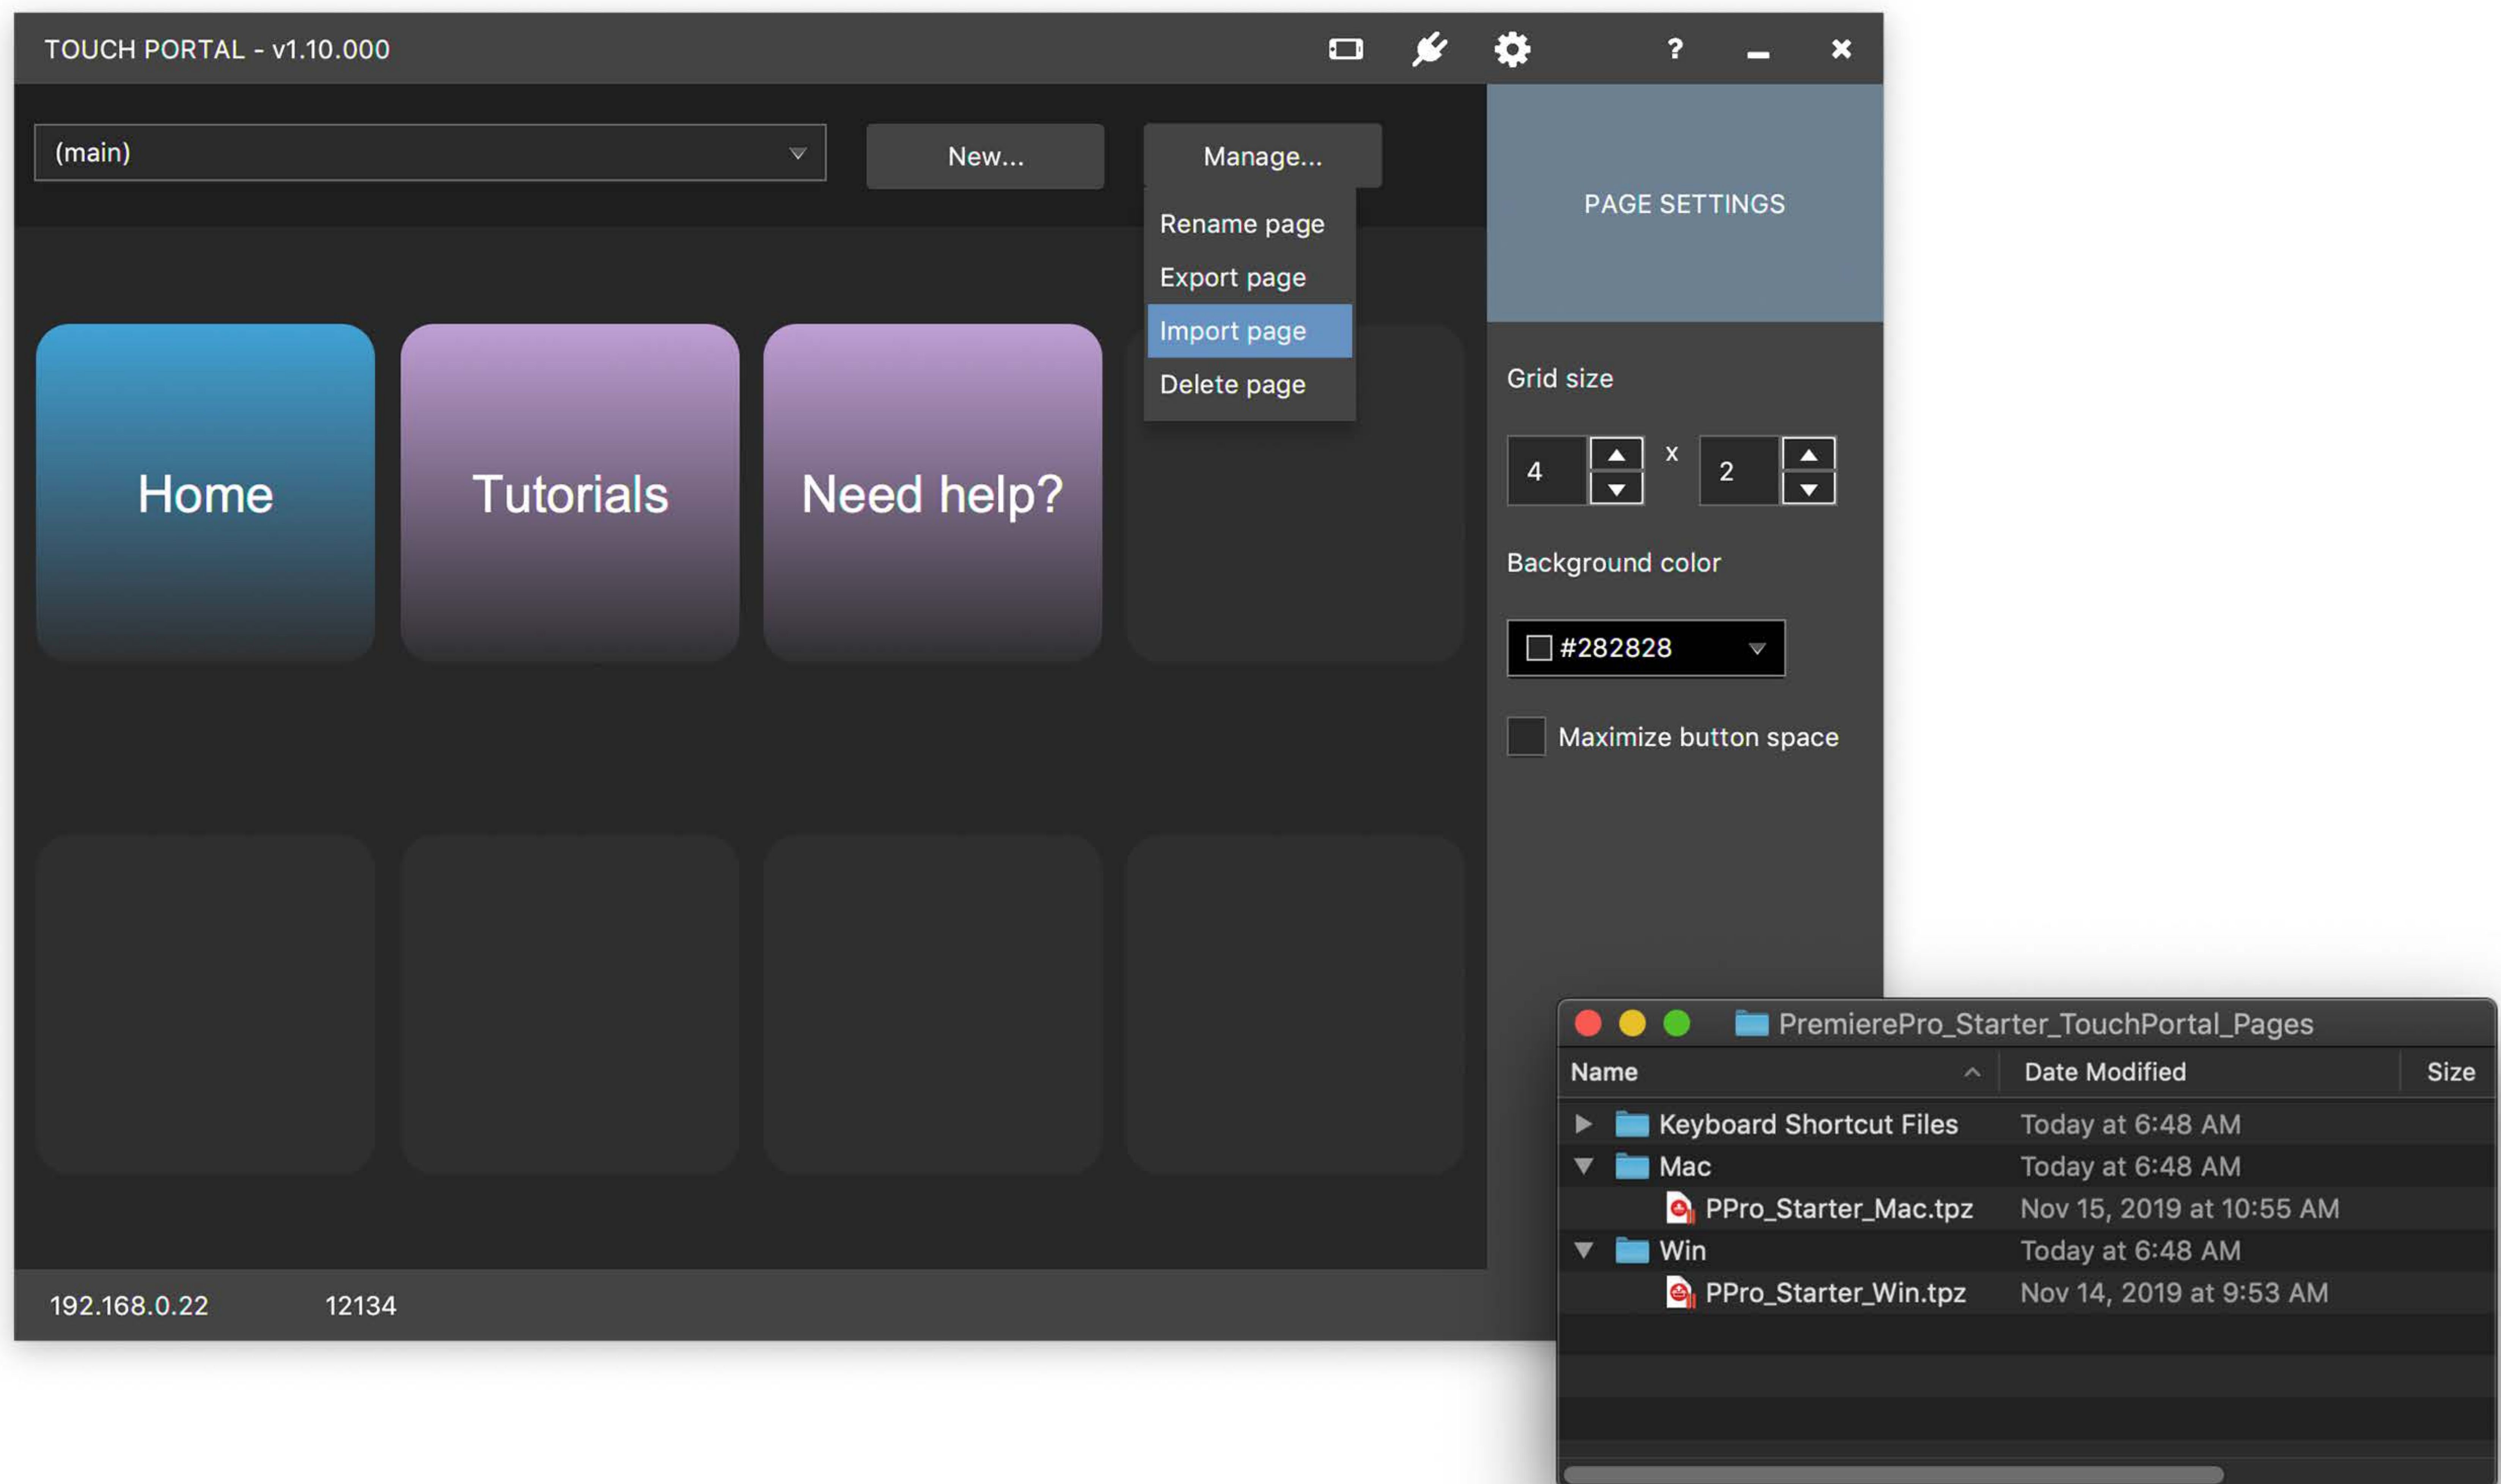 TOUCH PORTAL - v1.10.000
?
(main)
New...
Manage...
Rename page
Export page
Import page
Delete page
PAGE SETTINGS
Home
Tutorials
Need help?
Grid size
4 x 2
Background color
#282828
Maximize button space
192.168.0.22 12134
PremierePro_Starter_TouchPortal_Pages
Name Date Modified Size
Keyboard Shortcut Files Today at 6:48 AM
Mac Today at 6:48 AM
PPro_Starter_Mac.tpz Nov 15, 2019 at 10:55 AM
Win Today at 6:48 AM
PPro_Starter_Win.tpz Nov 14, 2019 at 9:53 AM